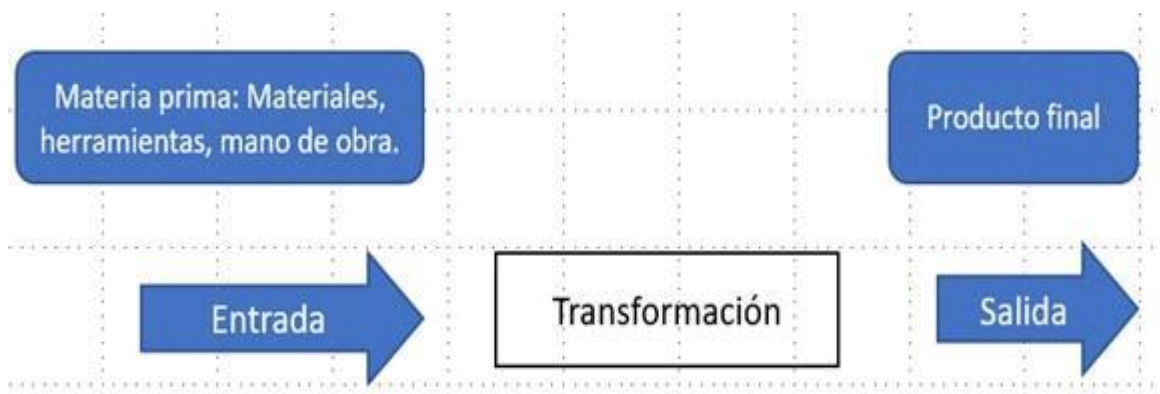 Materia prima: Materiales,
herramientas, mano de obra.
Producto final
Entrada
Transformación
Salida